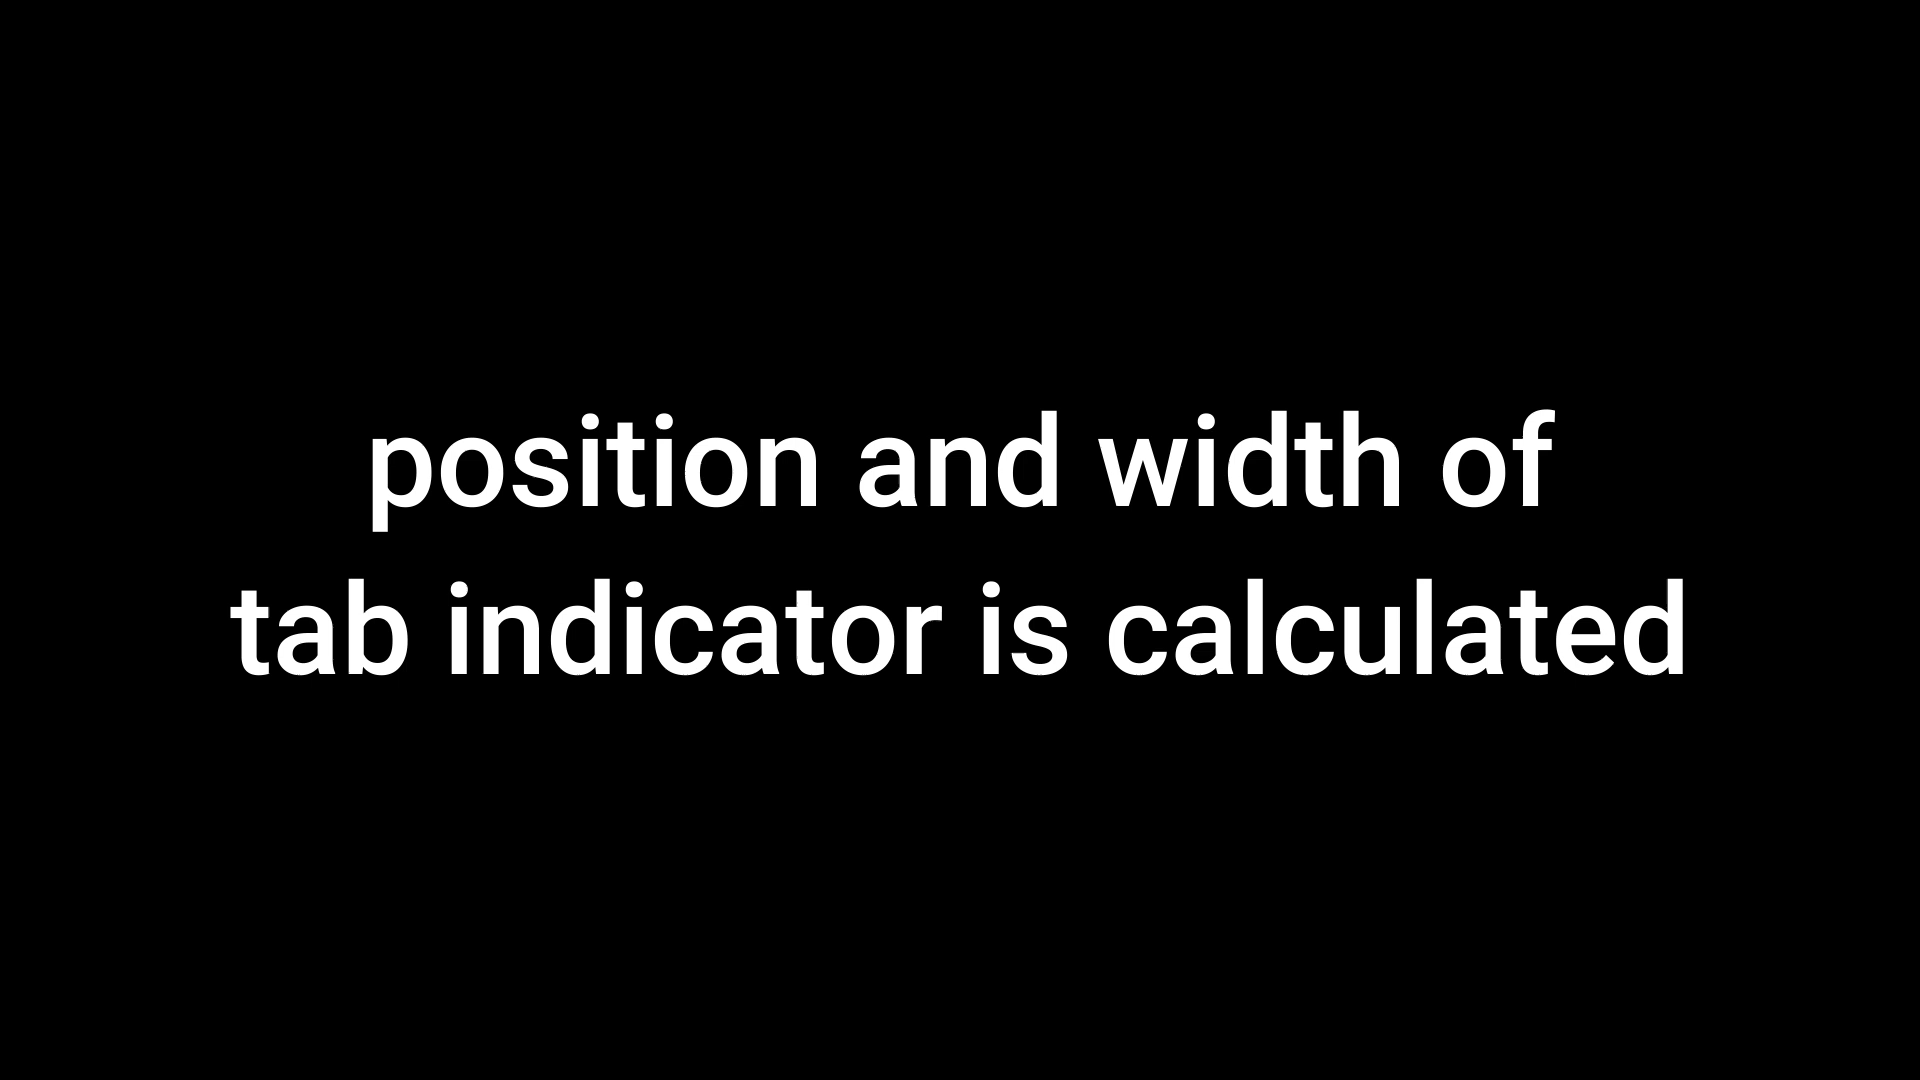 position and width of
tab indicator is calculated